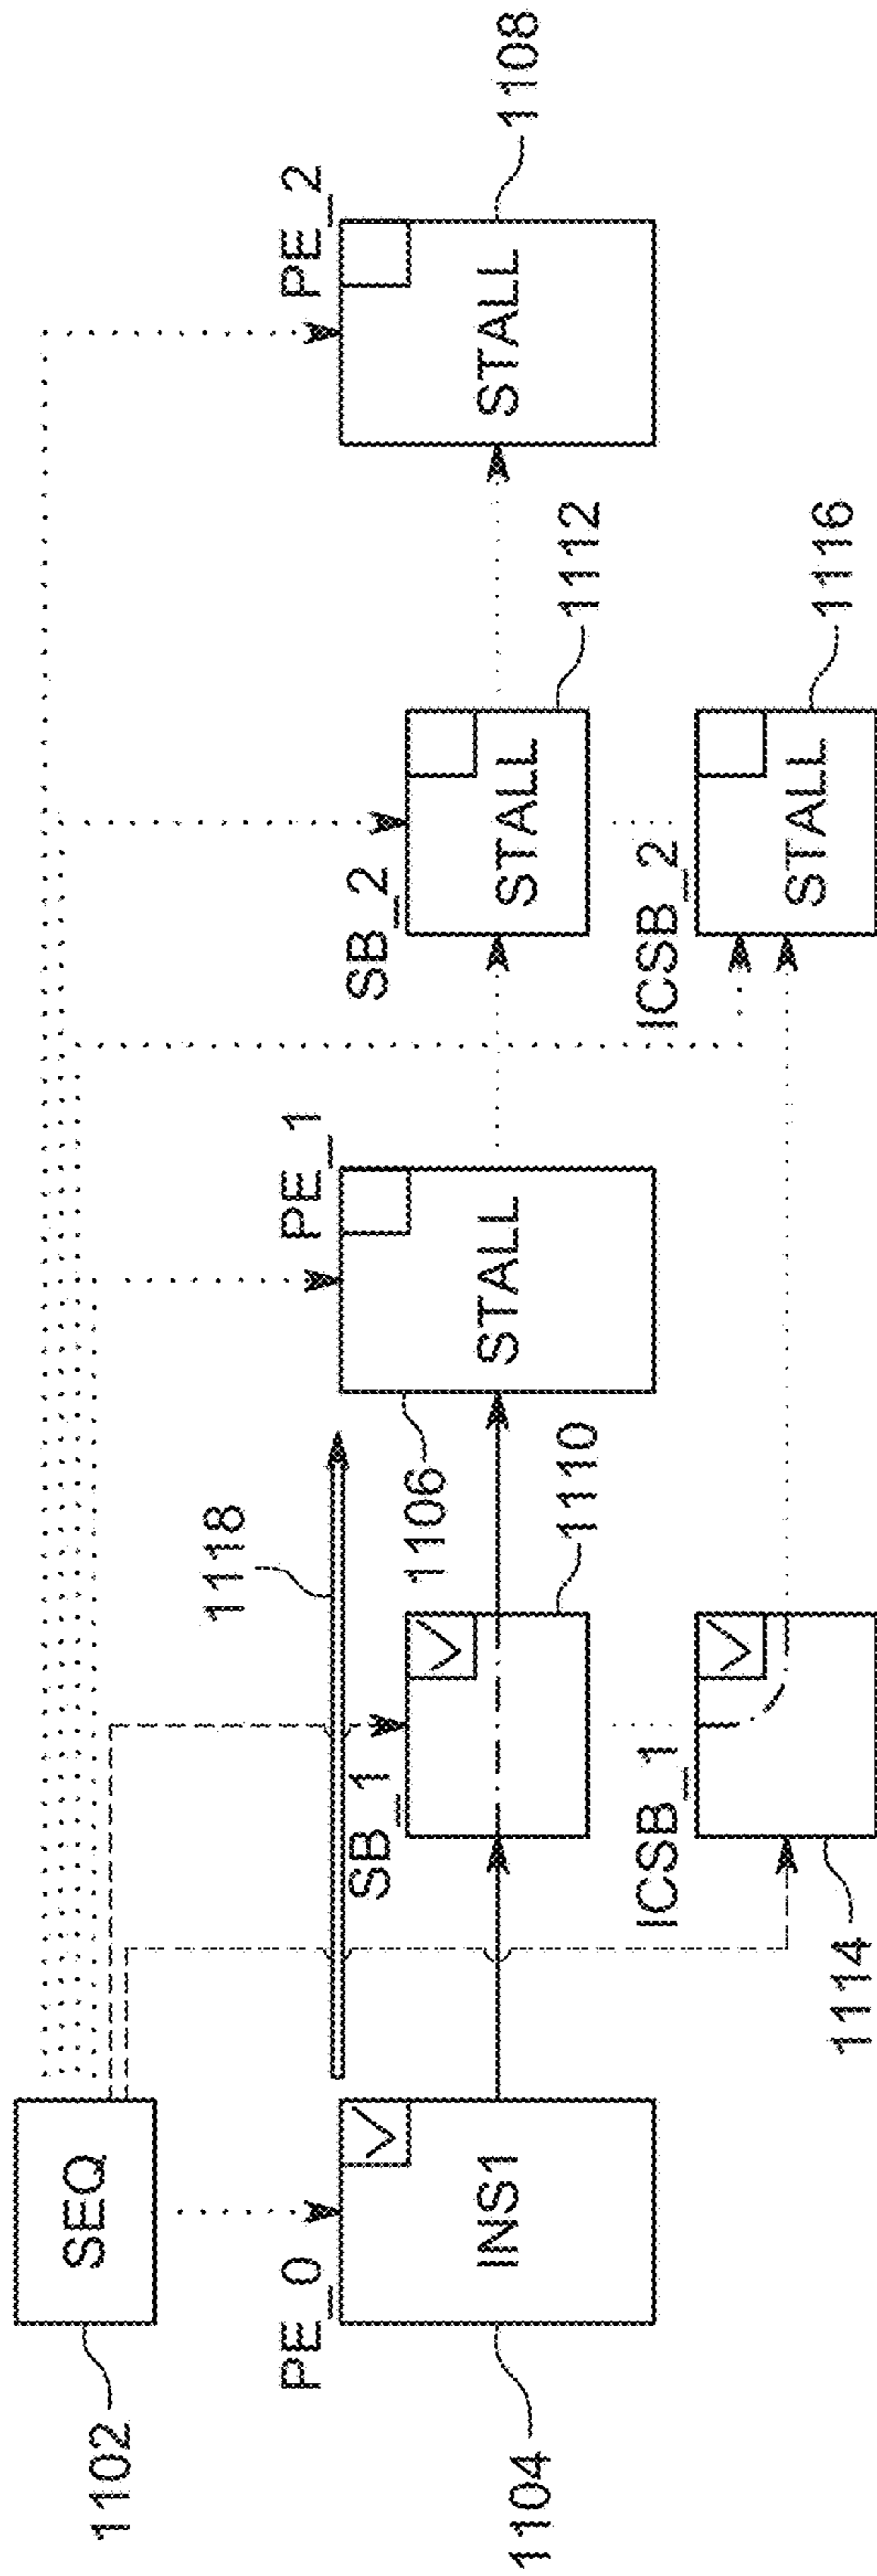 1102
SEQ
1118
PE_0
INS1
V
1104
SB_1
V
1110
ICSB_1
V
1114
PE_1
STALL
1106
SB_2
STALL
1112
ICSB_2
STALL
1116
PE_2
STALL
1108